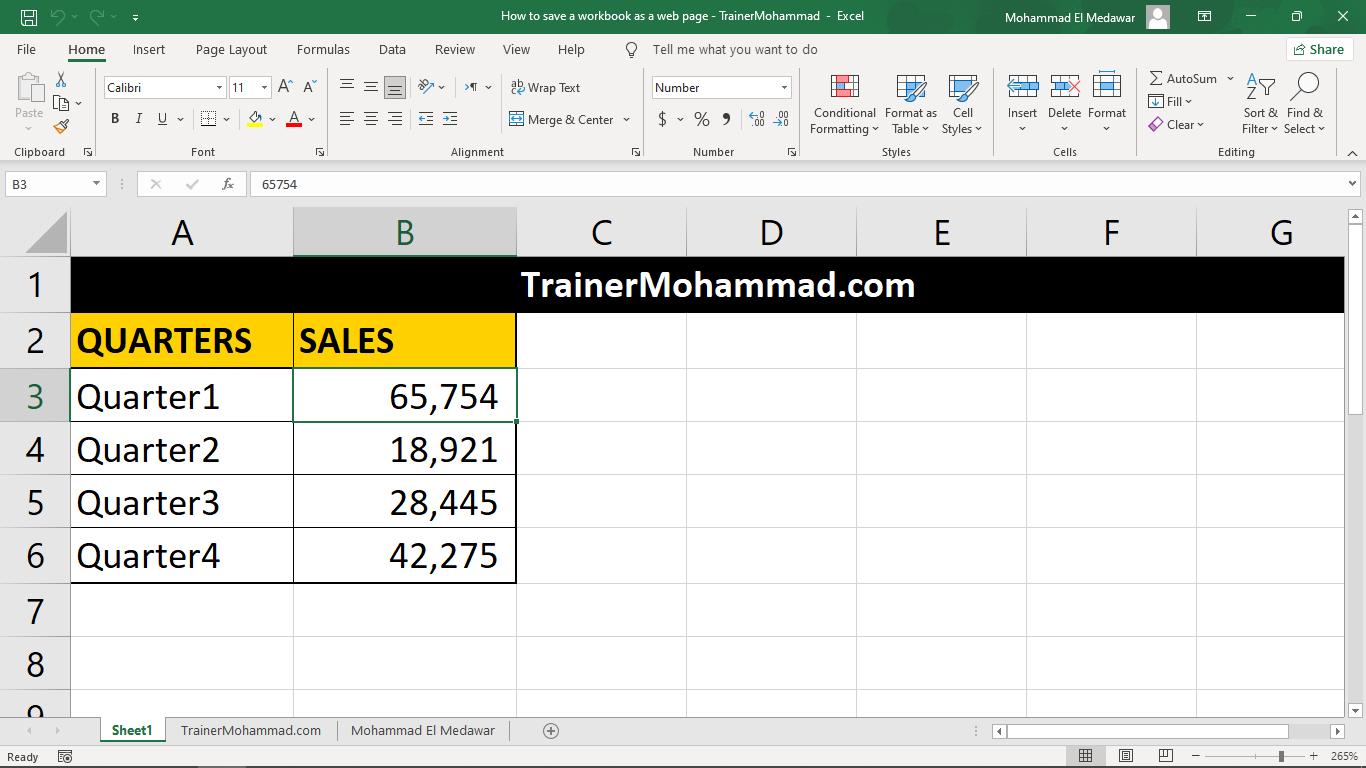 How to save a workbook as a web page - TrainerMohammad - Excel
Mohammad El Medawar
File Home Insert Page Layout Formulas Data Review View Help Tell me what you want to do Share
Paste
Clipboard
Calibri 11
B I U A
Font
ab Wrap Text
Merge & Center
Alignment
Number
$ % 9 .00 .00
Number
Conditional Formatting
Format as Table
Cell Styles
Styles
Insert Delete Format
Cells
AutoSum
Fill
Clear
Sort & Filter
Find & Select
Editing
B3 fx 65754
A B C D E F G
1 TrainerMohammad.com
2 QUARTERS SALES
3 Quarter1 65,754
4 Quarter2 18,921
5 Quarter3 28,445
6 Quarter4 42,275
7
8
9
Sheet1 TrainerMohammad.com Mohammad El Medawar
Ready 265%